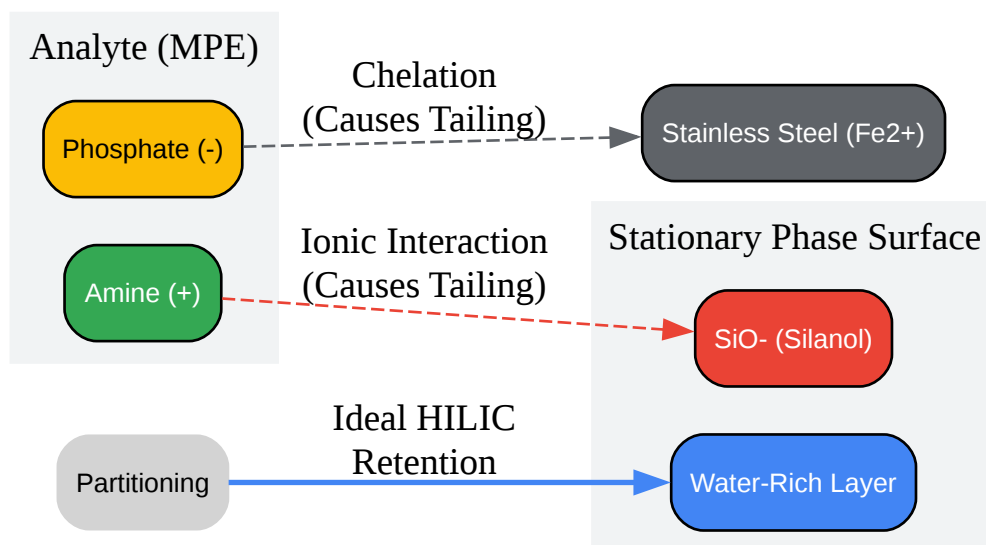 Analyte (MPE)
Chelation
(Causes Tailing)
Phosphate (-)
Stainless Steel (Fe2+)
Stationary Phase Surface
Ionic Interaction
(Causes Tailing)
Amine (+)
SiO- (Silanol)
Ideal HILIC
Retention
Partitioning
Water-Rich Layer